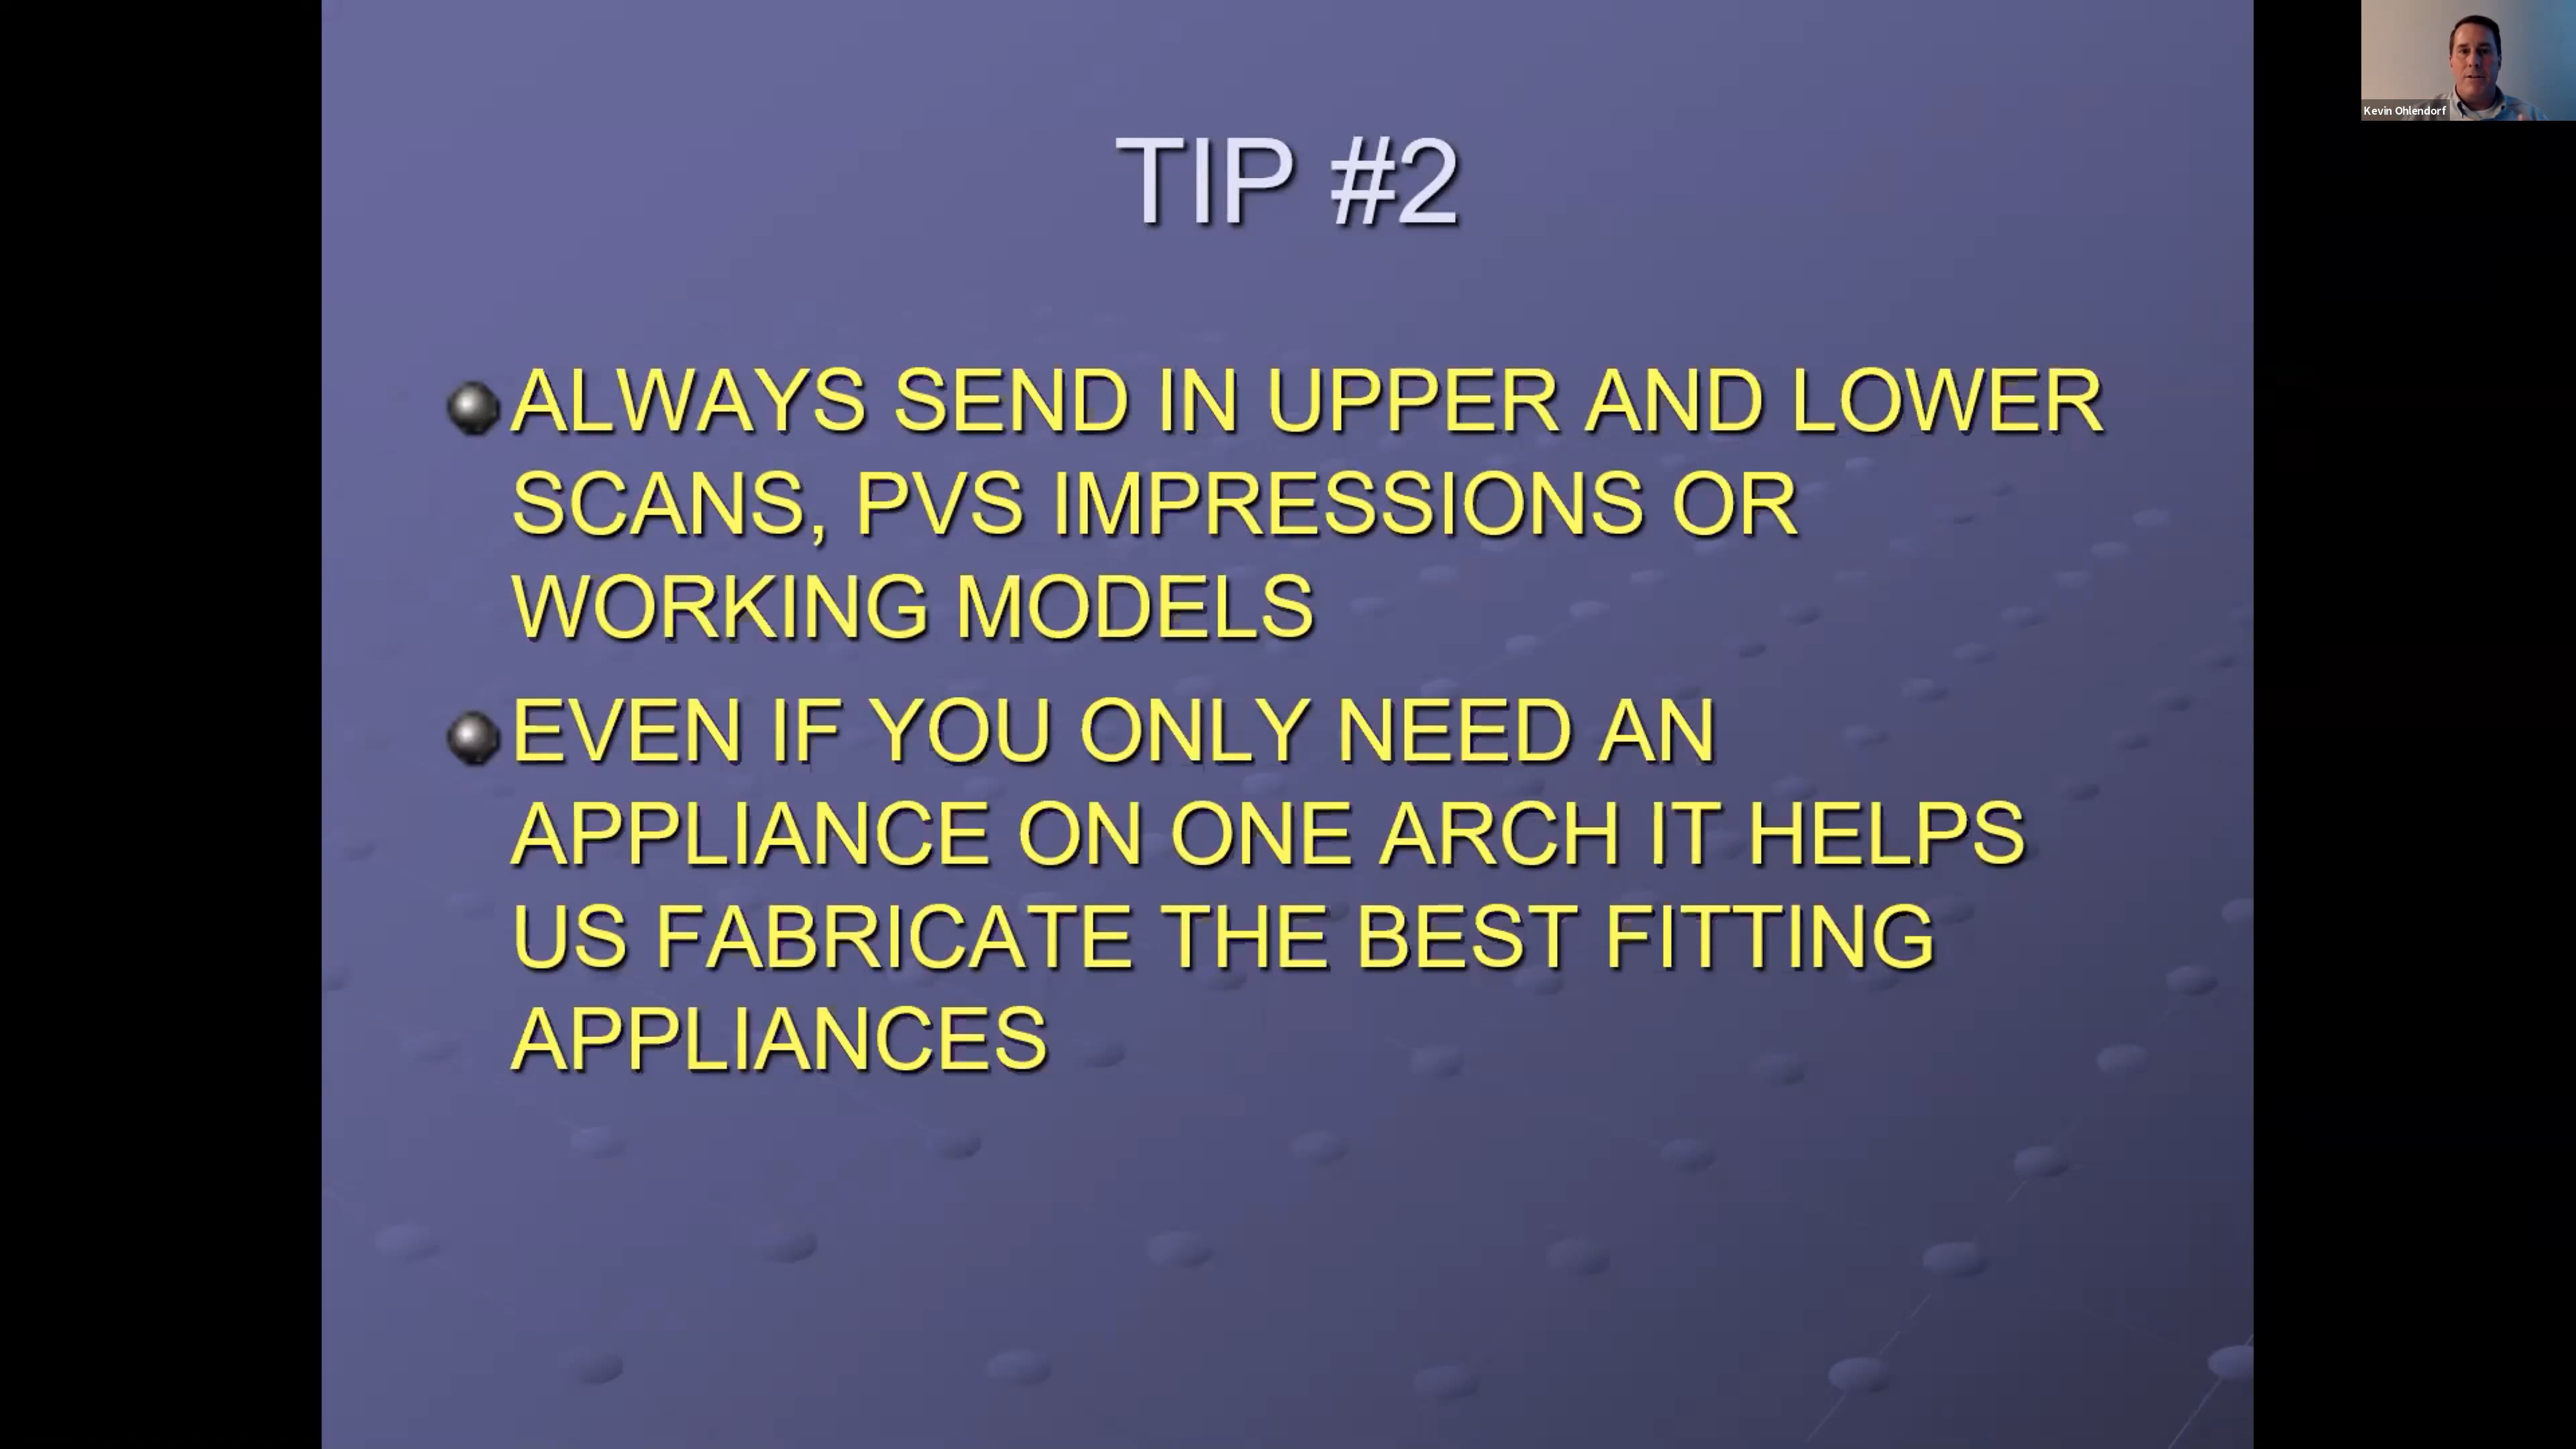 TIP #2
ALWAYS SEND IN UPPER AND LOWER
SCANS, PVS IMPRESSIONS OR
WORKING MODELS
EVEN IF YOU ONLY NEED AN
APPLIANCE ON ONE ARCH IT HELPS
US FABRICATE THE BEST FITTING
APPLIANCES
Kevin Ohlendorf